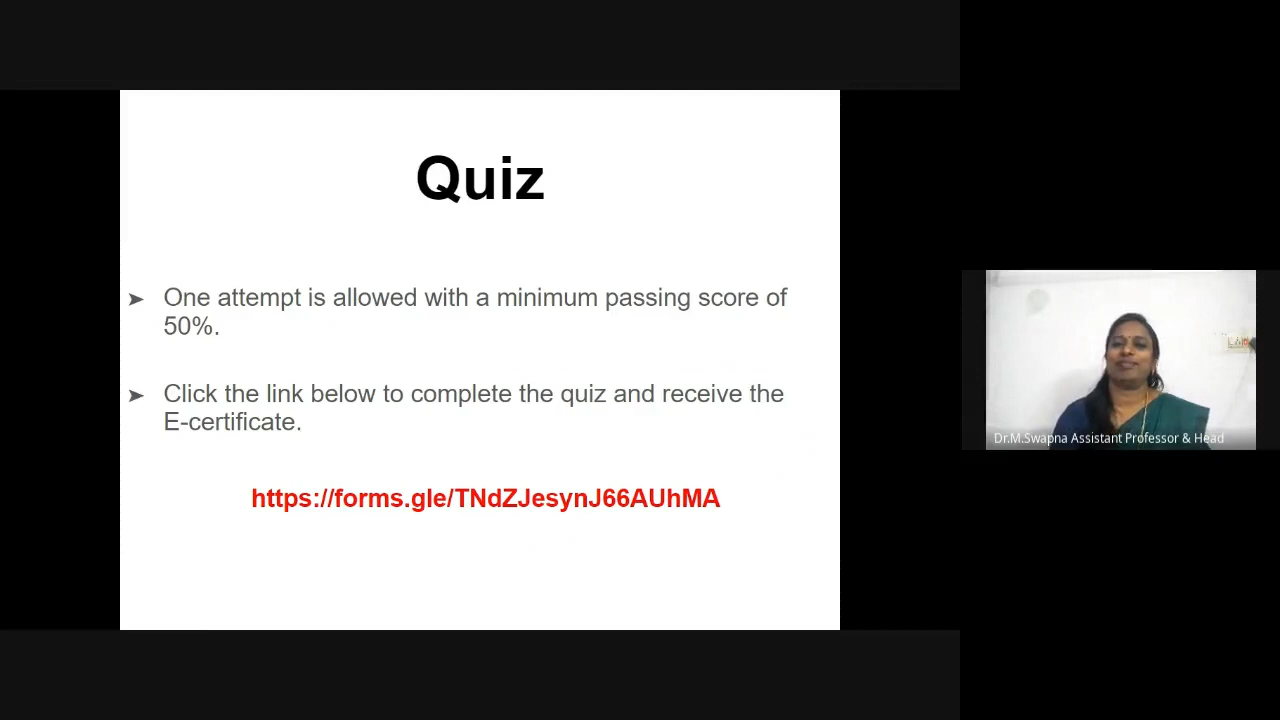 Quiz
➤ One attempt is allowed with a minimum passing score of
50%.
➤ Click the link below to complete the quiz and receive the
E-certificate.
https://forms.gle/TNdZJesynJ66AUhMA
Dr.M.Swapna Assistant Professor & Head